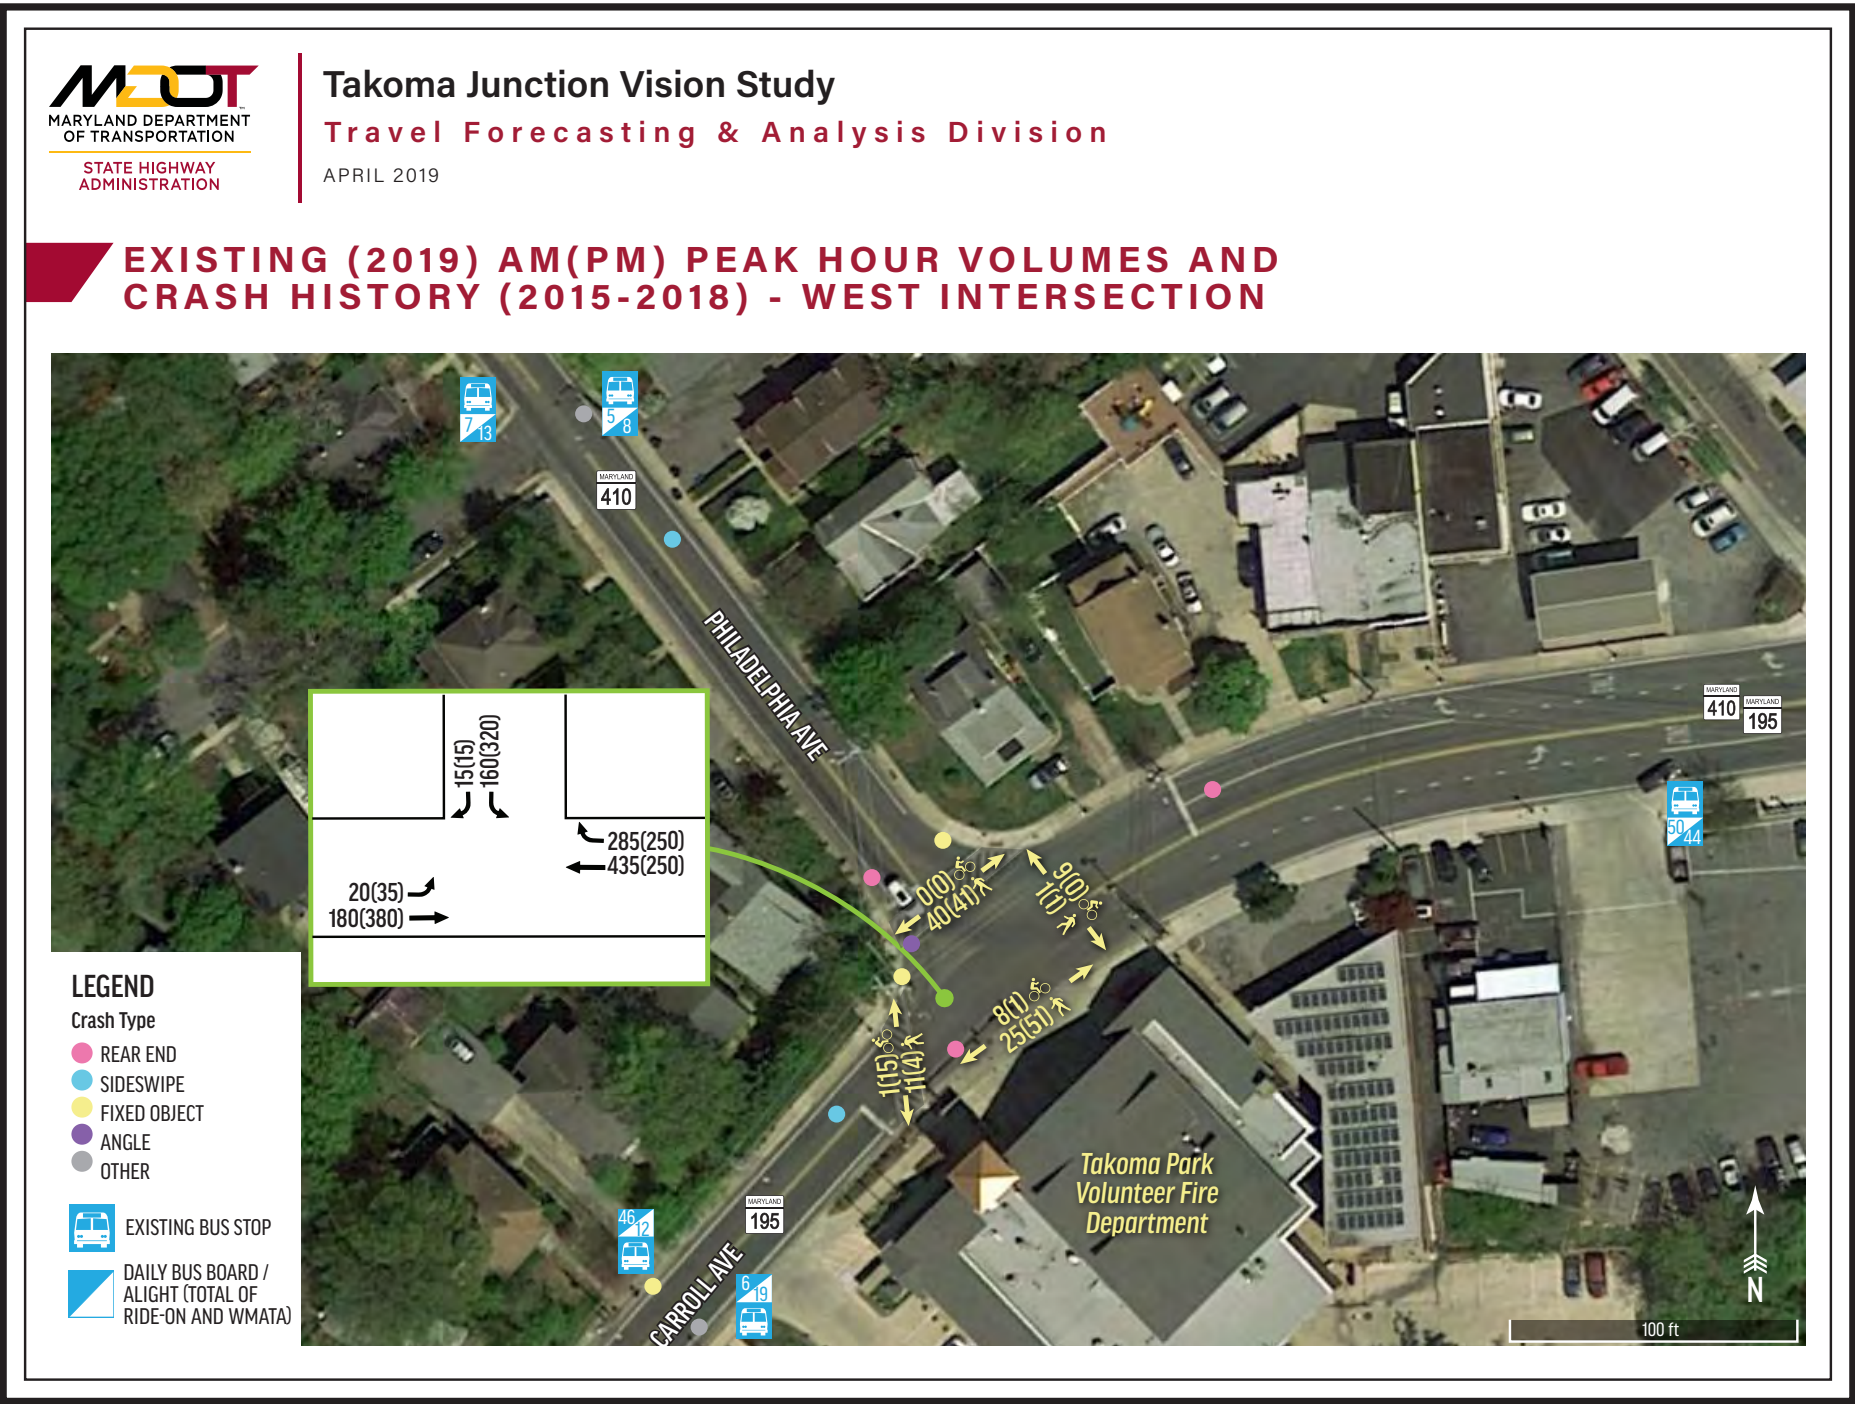 MDOT
™
MARYLAND DEPARTMENT
OF TRANSPORTATION
STATE HIGHWAY
ADMINISTRATION
Takoma Junction Vision Study
Travel Forecasting & Analysis Division
APRIL 2019
EXISTING (2019) AM(PM) PEAK HOUR VOLUMES AND
CRASH HISTORY (2015-2018) - WEST INTERSECTION
7 13
5 8
MARYLAND
410
PHILADELPHIA AVE
MARYLAND
410
MARYLAND
195
50 44
15(15)
160(320)
285(250)
435(250)
20(35)
180(380)
0(0)
40(41)
9(0)
1(1)
8(1)
25(51)
1(15)
11(4)
LEGEND
Crash Type
REAR END
SIDESWIPE
FIXED OBJECT
ANGLE
OTHER
EXISTING BUS STOP
DAILY BUS BOARD /
ALIGHT (TOTAL OF
RIDE-ON AND WMATA)
Takoma Park
Volunteer Fire
Department
46 12
MARYLAND
195
CARROLL AVE
6 19
N
100 ft